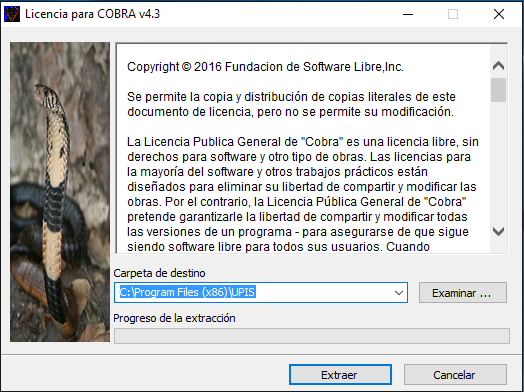 Licencia para COBRA v4.3
Copyright © 2016 Fundacion de Software Libre,Inc.
Se permite la copia y distribución de copias literales de este
documento de licencia, pero no se permite su modificación.
La Licencia Publica General de "Cobra" es una licencia libre, sin
derechos para software y otro tipo de obras. Las licencias para
la mayoría del software y otros trabajos prácticos están
diseñados para eliminar su libertad de compartir y modificar las
obras. Por el contrario, la Licencia Pública General de "Cobra"
pretende garantizarle la libertad de compartir y modificar todas
las versiones de un programa - para asegurarse de que sigue
siendo software libre para todos sus usuarios. Cuando
Carpeta de destino
C:\Program Files (x86)\UPIS
Examinar ...
Progreso de la extracción
Extraer
Cancelar